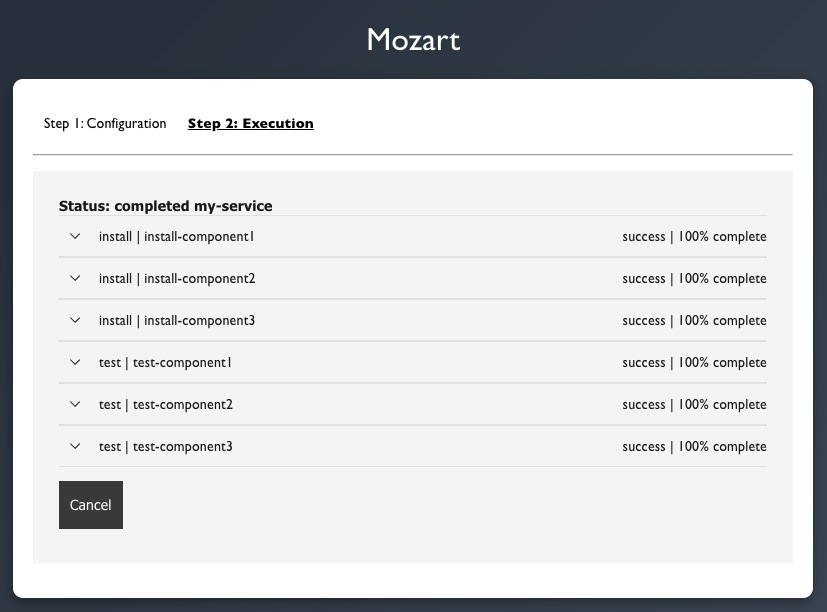 Mozart
Step 1: Configuration Step 2: Execution
Status: completed my-service
install | install-component1 success | 100% complete
install | install-component2 success | 100% complete
install | install-component3 success | 100% complete
test | test-component1 success | 100% complete
test | test-component2 success | 100% complete
test | test-component3 success | 100% complete
Cancel